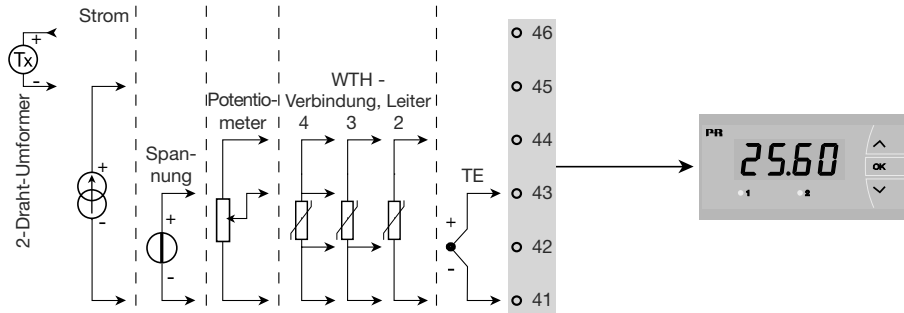 Strom
2-Draht-Umformer
+
Tx
-
+
-
Span-
nung
+
-
Potentio-
meter
WTH -
Verbindung, Leiter
4 3 2
TE
+
-
46
45
44
43
42
41
PR
25.60
1 2
OK